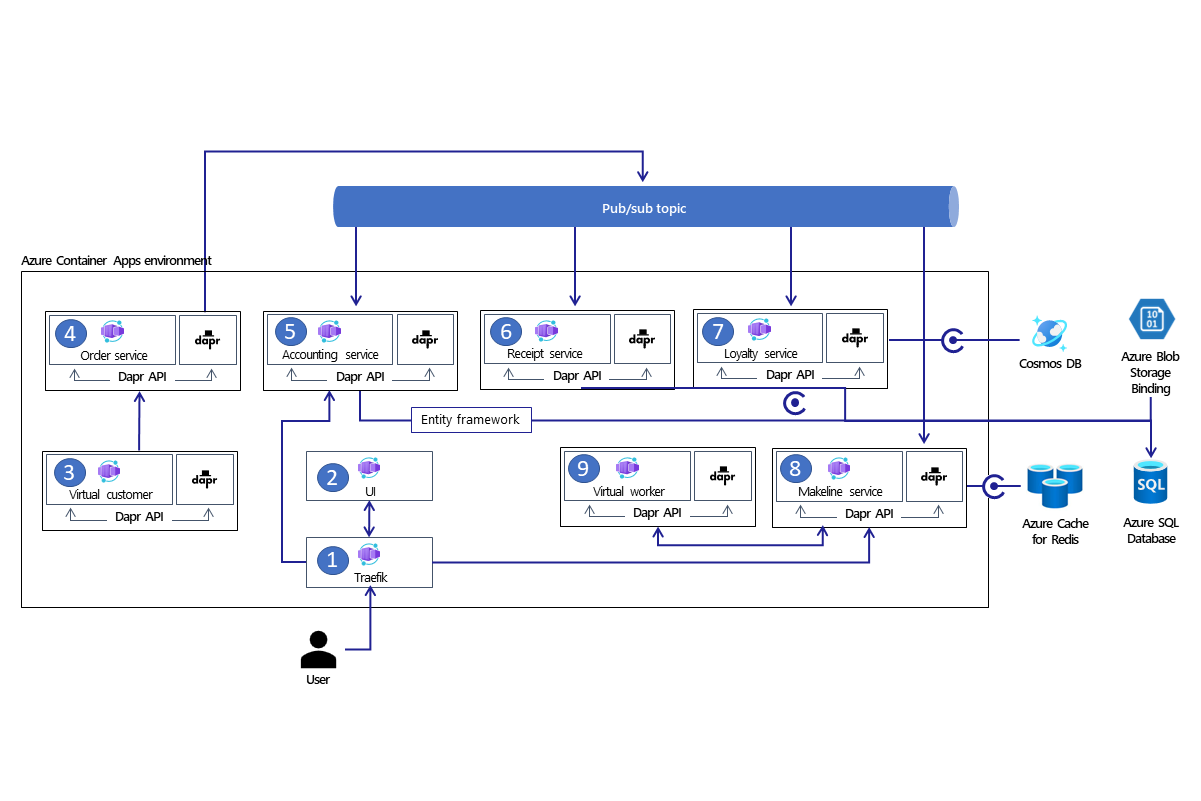 Pub/sub topic
Azure Container Apps environment
4
Order service
dapr
Dapr API
5
Accounting service
dapr
Dapr API
6
Receipt service
dapr
Dapr API
7
Loyalty service
dapr
Dapr API
Cosmos DB
10
01
Azure Blob
Storage
Binding
Entity framework
3
Virtual customer
dapr
Dapr API
2
UI
9
Virtual worker
dapr
Dapr API
8
Makeline service
dapr
Dapr API
Azure Cache
for Redis
SQL
Azure SQL
Database
1
Traefik
User